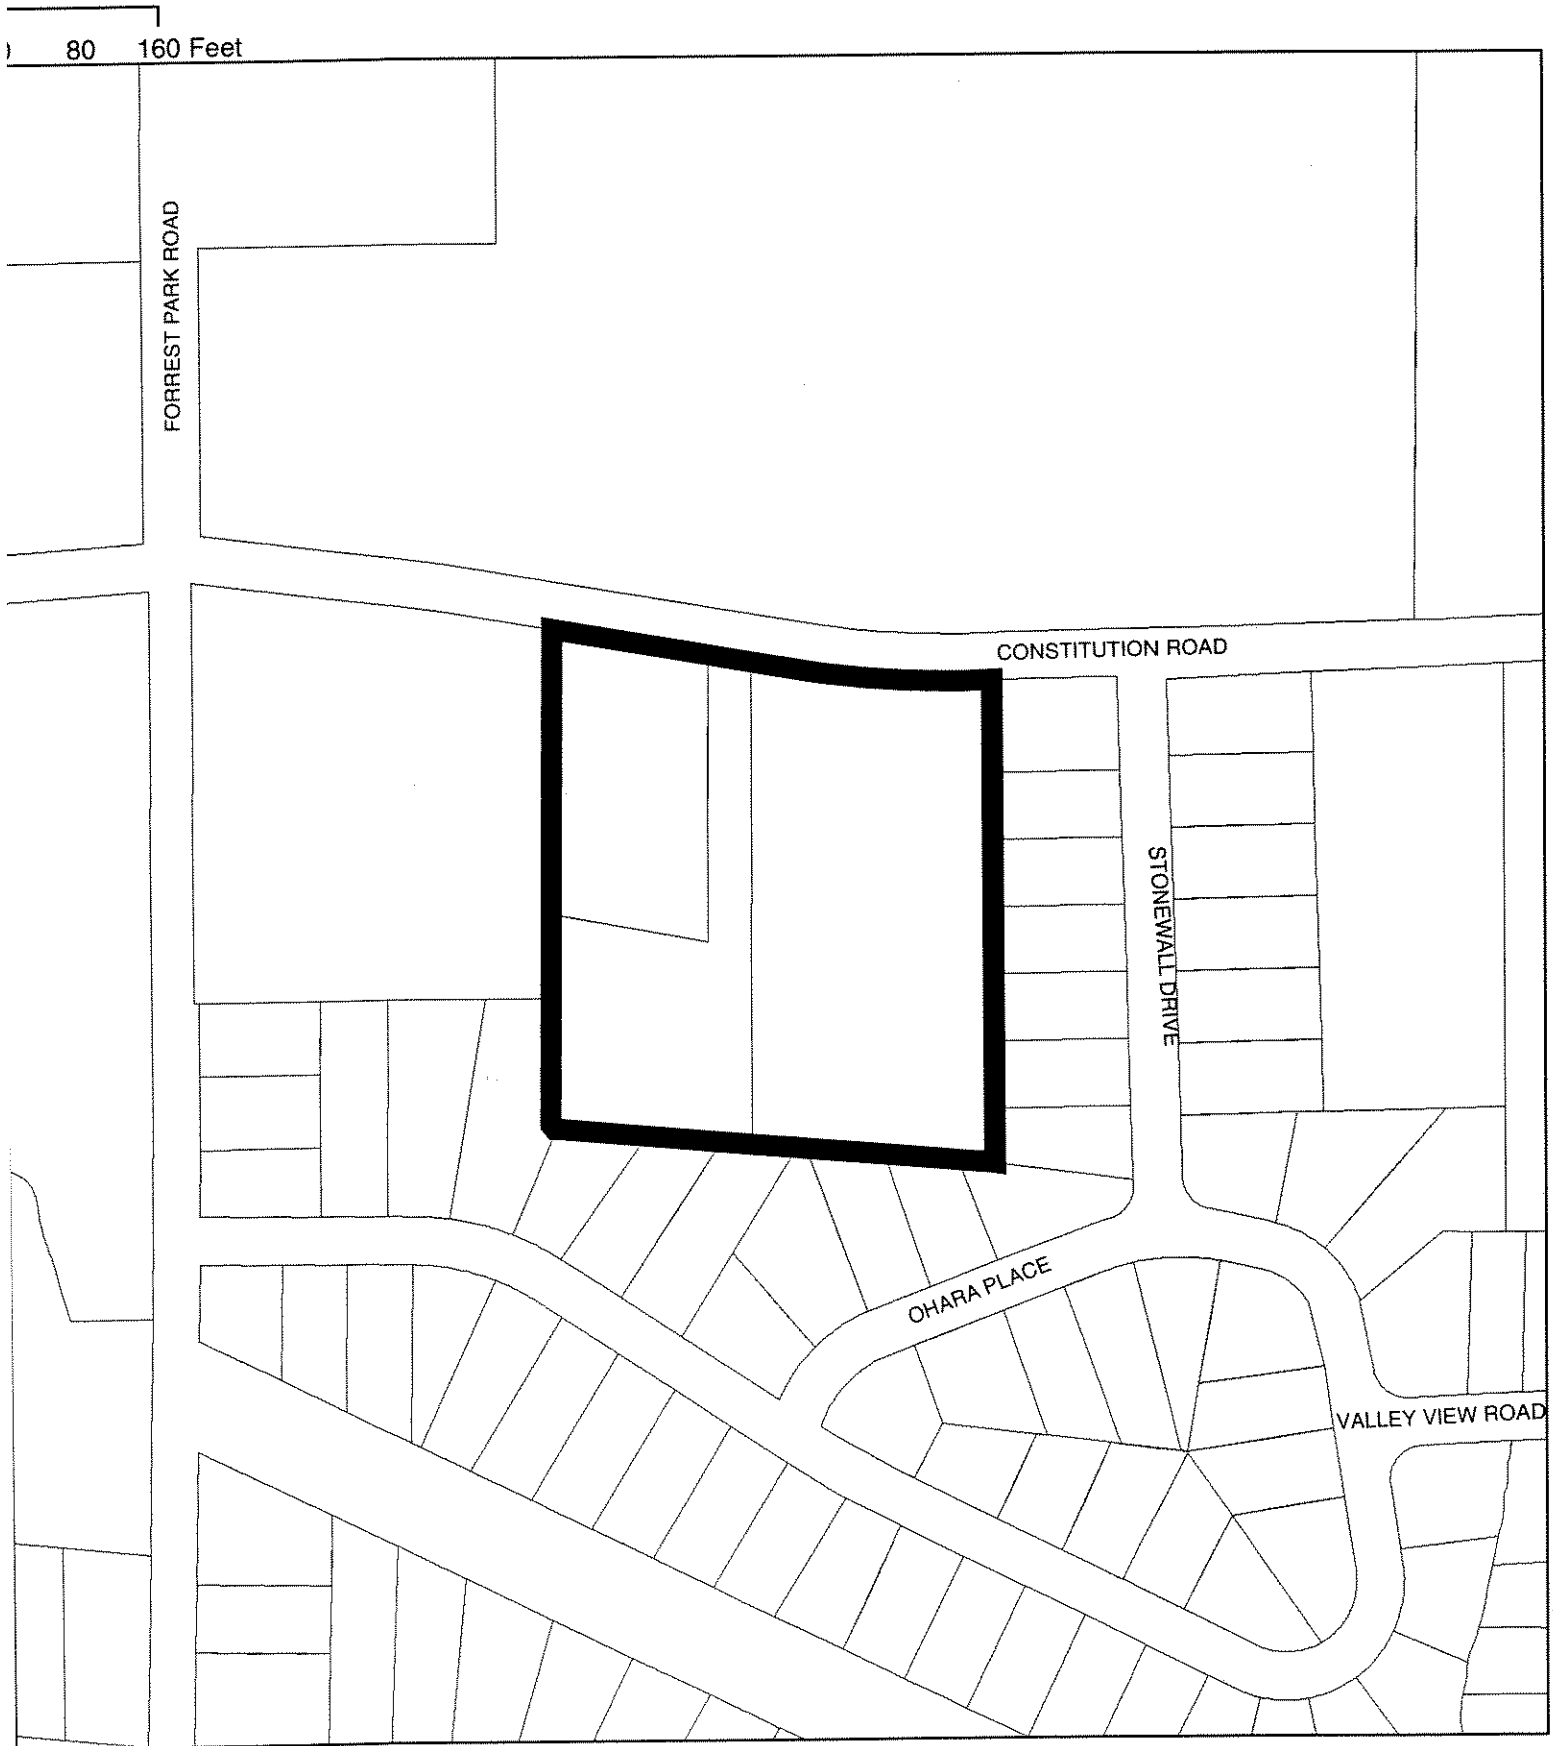 80 160 Feet
FORREST PARK ROAD
CONSTITUTION ROAD
STONEWALL DRIVE
OHARA PLACE
VALLEY VIEW ROAD